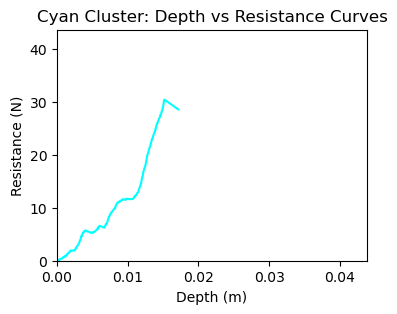 Cyan Cluster: Depth vs Resistance Curves
40
30
20
10
0
Resistance (N)
0.00 0.01 0.02 0.03 0.04
Depth (m)